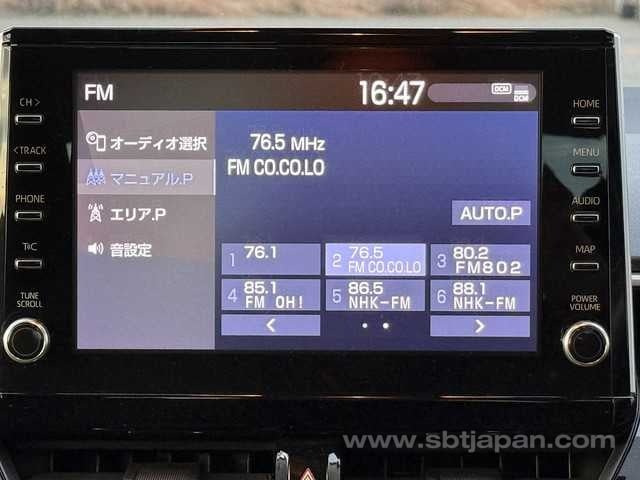 FM
16:47
DCM
DCM
CH >
< TRACK
PHONE
TRC
TUNE
SCROLL
オーディオ選択
マニュアル.P
エリア.P
音設定
76.5 MHz
FM CO.CO.LO
AUTO.P
1 76.1
2 76.5
FM CO.CO.LO
3 80.2
FM802
4 85.1
FM OH!
5 86.5
NHK-FM
6 88.1
NHK-FM
<
>
HOME
MENU
AUDIO
MAP
POWER
VOLUME
www.sbtjapan.com